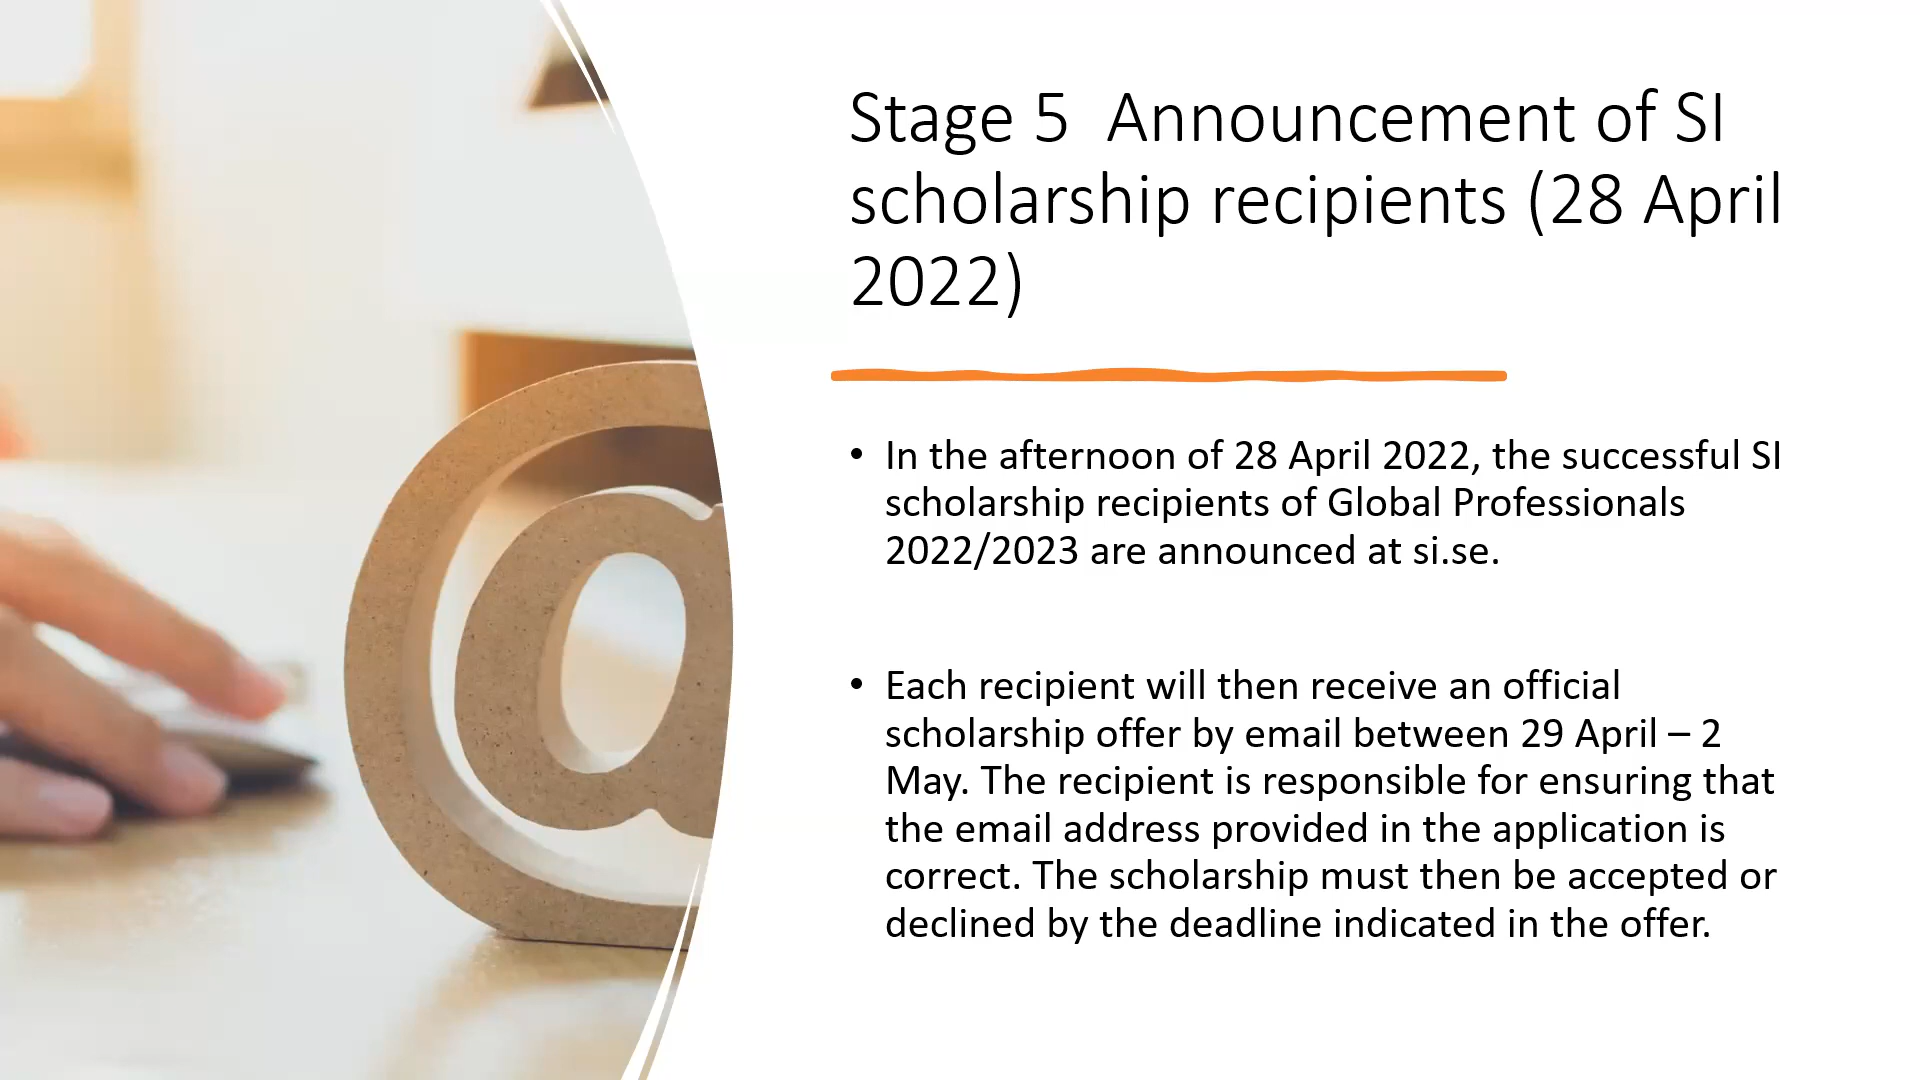 Stage 5  Announcement of SI
scholarship recipients (28 April
2022)
• In the afternoon of 28 April 2022, the successful SI
scholarship recipients of Global Professionals
2022/2023 are announced at si.se.
• Each recipient will then receive an official
scholarship offer by email between 29 April – 2
May. The recipient is responsible for ensuring that
the email address provided in the application is
correct. The scholarship must then be accepted or
declined by the deadline indicated in the offer.